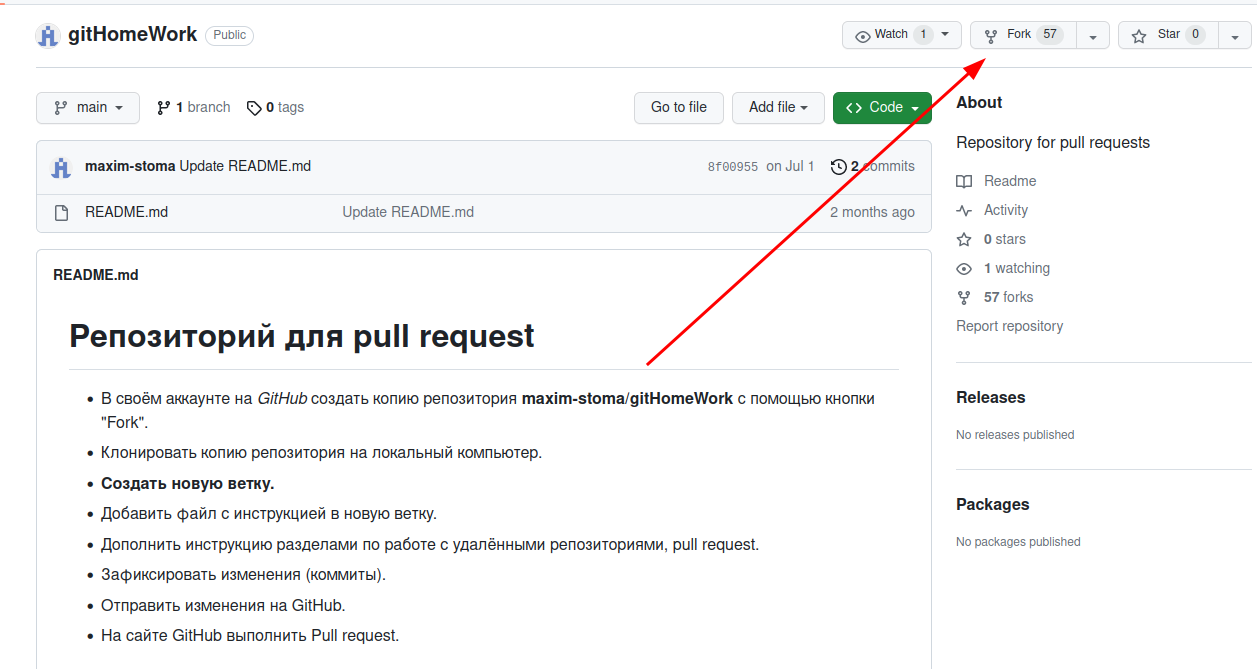 gitHomeWork Public
Watch 1 Fork 57 Star 0
main 1 branch 0 tags Go to file Add file Code
maxim-stoma Update README.md 8f00955 on Jul 1 2 commits
README.md Update README.md 2 months ago
README.md
Репозиторий для pull request
В своём аккаунте на GitHub создать копию репозитория maxim-stoma/gitHomeWork с помощью кнопки
"Fork".
Клонировать копию репозитория на локальный компьютер.
Создать новую ветку.
Добавить файл с инструкцией в новую ветку.
Дополнить инструкцию разделами по работе с удалёнными репозиториями, pull request.
Зафиксировать изменения (коммиты).
Отправить изменения на GitHub.
На сайте GitHub выполнить Pull request.
About
Repository for pull requests
Readme
Activity
0 stars
1 watching
57 forks
Report repository
Releases
No releases published
Packages
No packages published